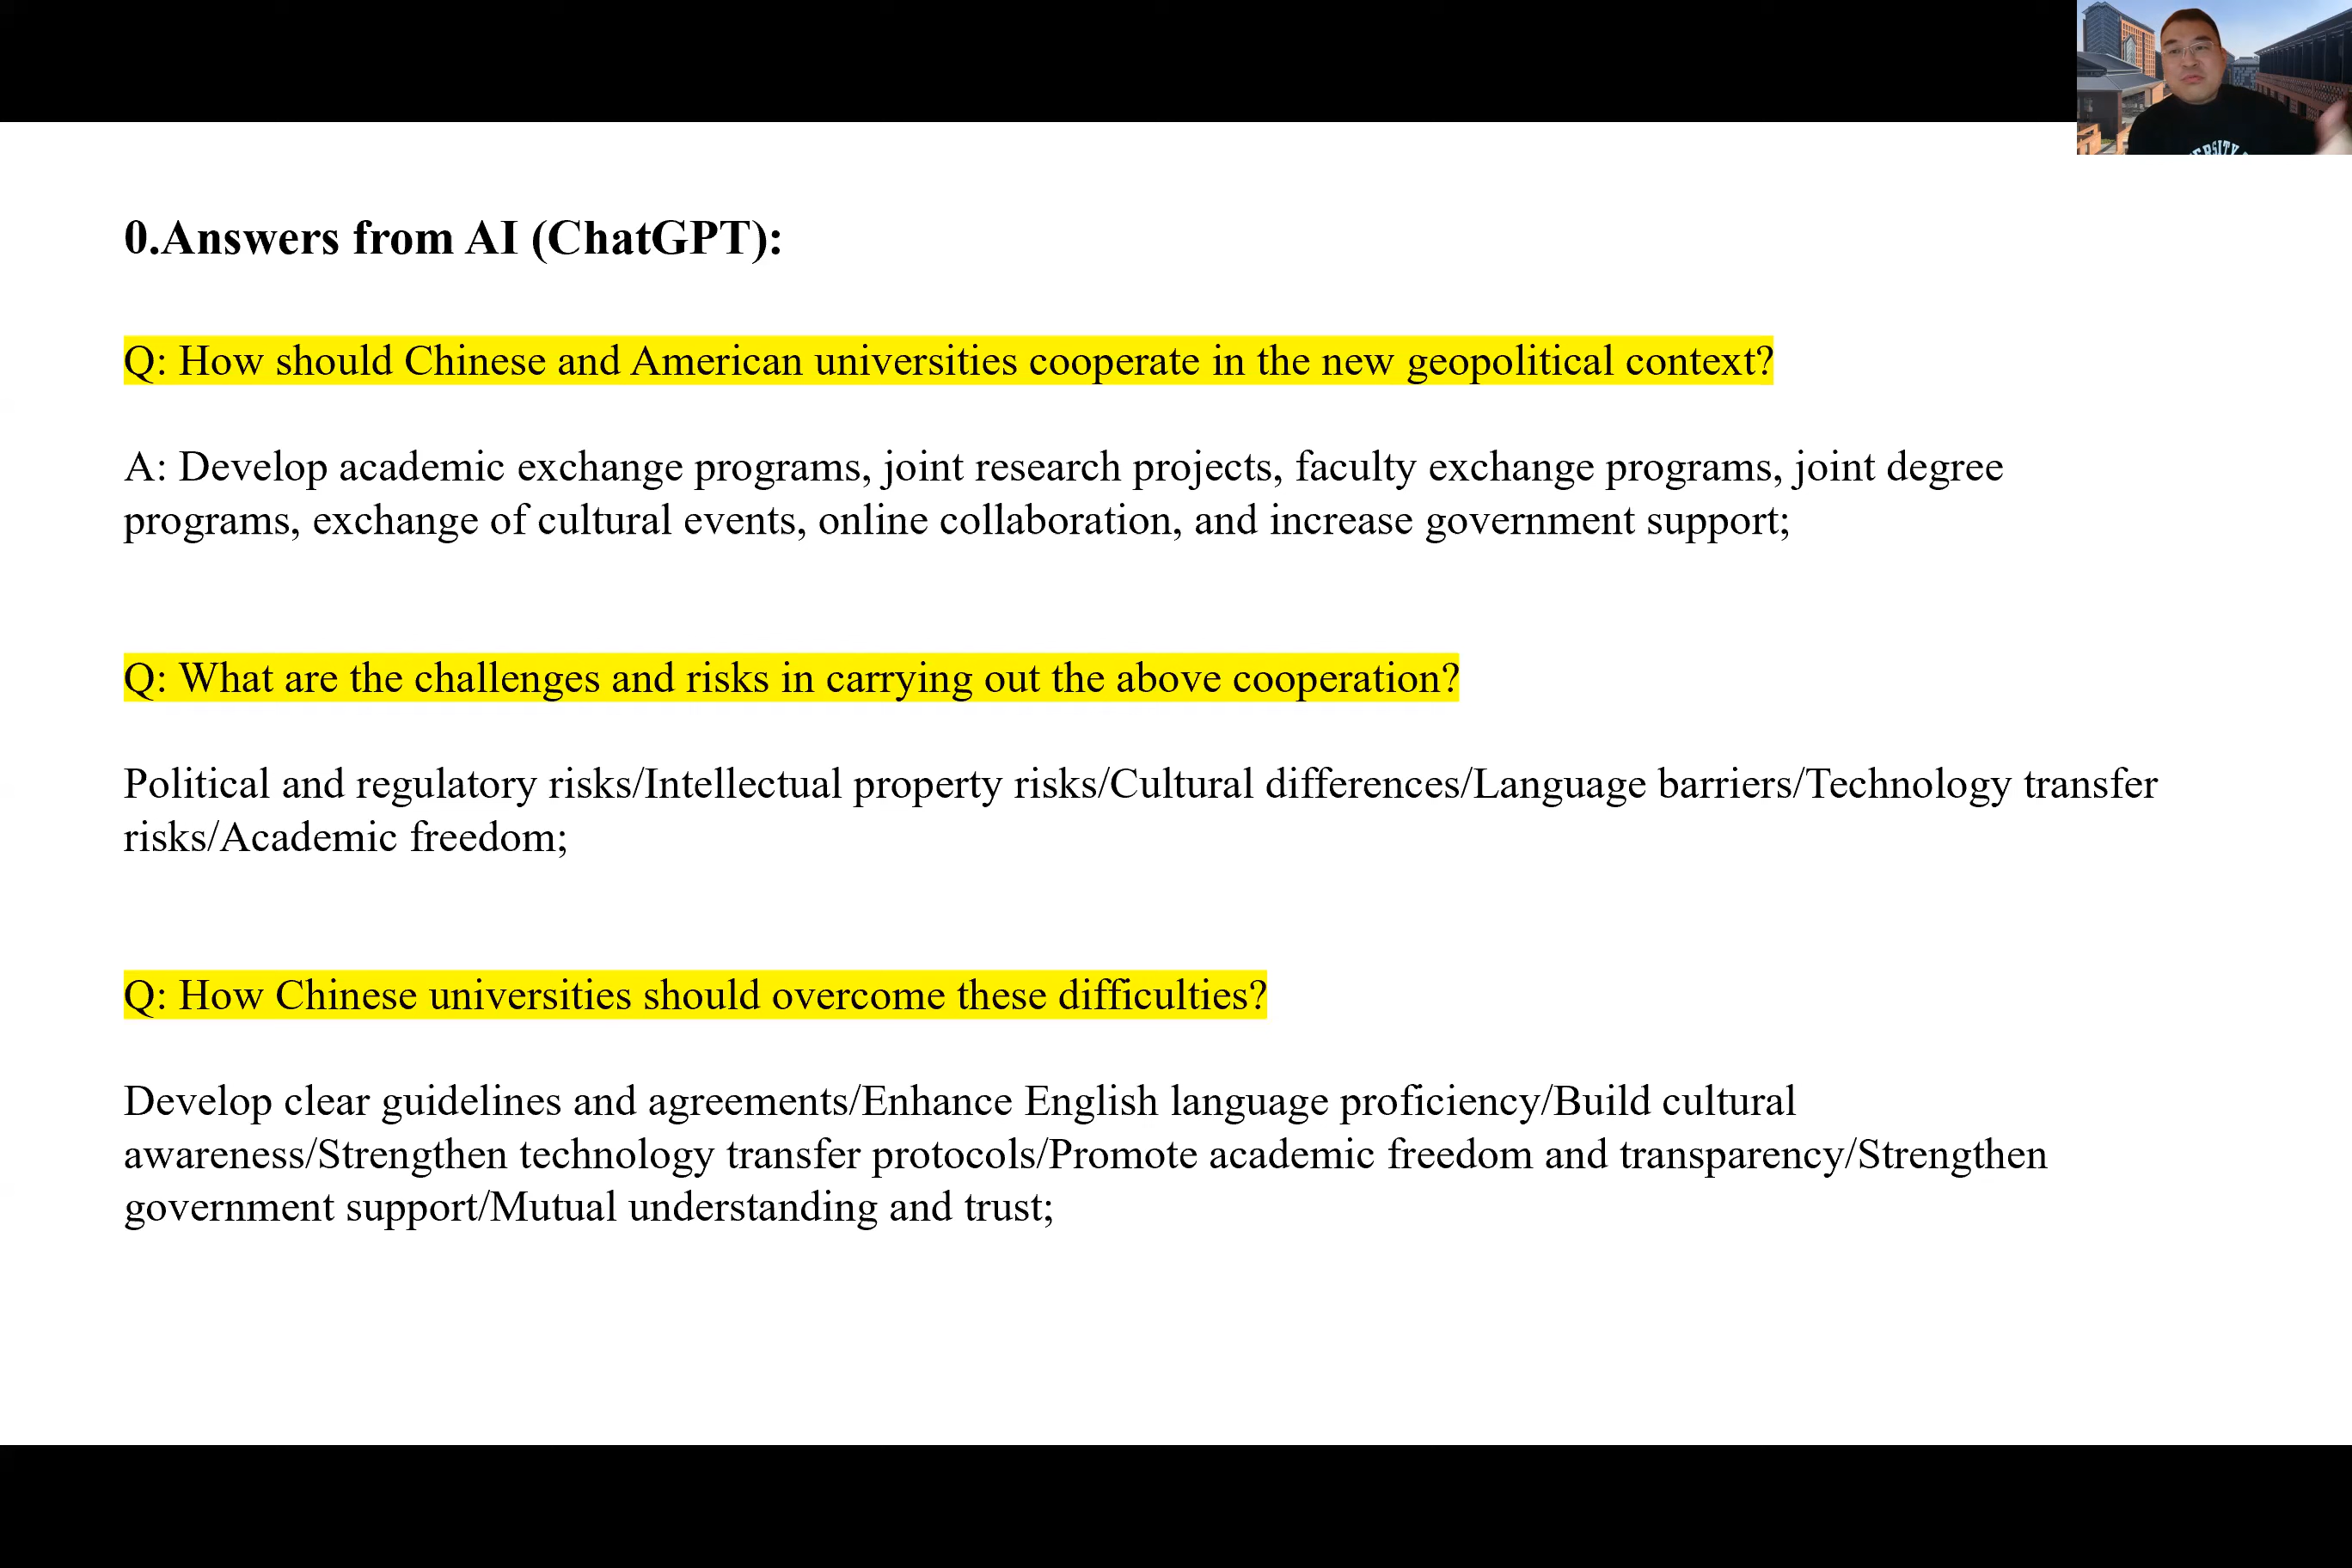 0.Answers from AI (ChatGPT):
Q: How should Chinese and American universities cooperate in the new geopolitical context?
A: Develop academic exchange programs, joint research projects, faculty exchange programs, joint degree
programs, exchange of cultural events, online collaboration, and increase government support;
Q: What are the challenges and risks in carrying out the above cooperation?
Political and regulatory risks/Intellectual property risks/Cultural differences/Language barriers/Technology transfer
risks/Academic freedom;
Q: How Chinese universities should overcome these difficulties?
Develop clear guidelines and agreements/Enhance English language proficiency/Build cultural
awareness/Strengthen technology transfer protocols/Promote academic freedom and transparency/Strengthen
government support/Mutual understanding and trust;